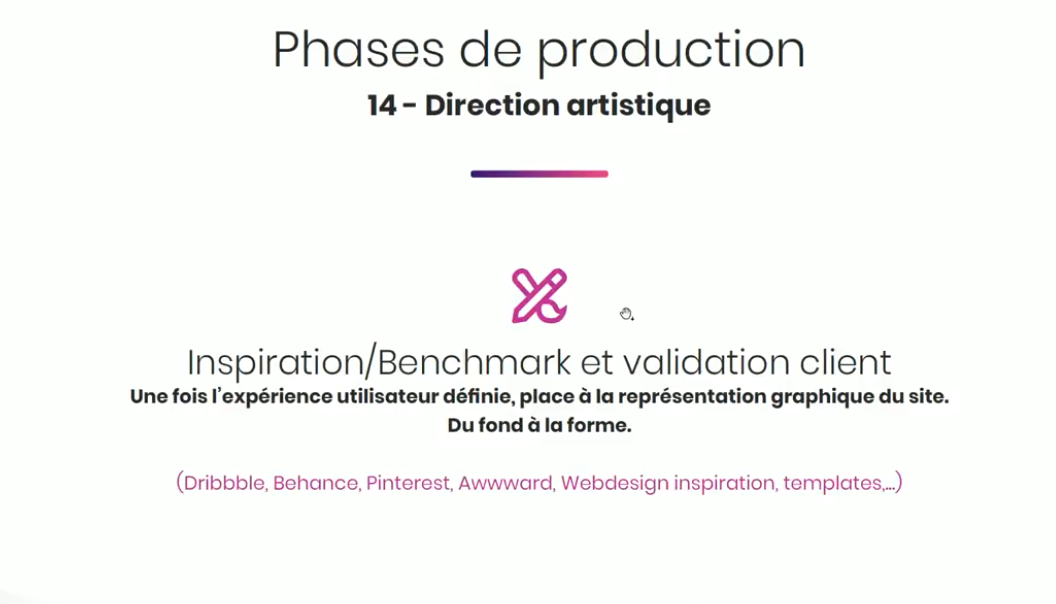 Phases de production
14 - Direction artistique
Inspiration/Benchmark et validation client
Une fois l'expérience utilisateur définie, place à la représentation graphique du site.
Du fond à la forme.
(Dribbble, Behance, Pinterest, Awwward, Webdesign inspiration, templates,...)